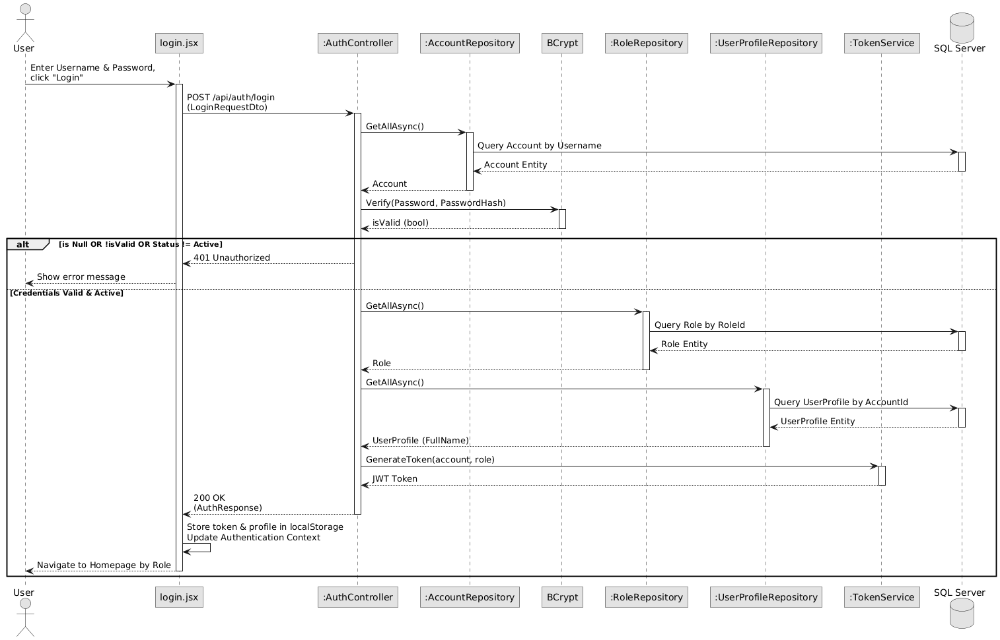 User
login.jsx
:AuthController
:AccountRepository
BCrypt
:RoleRepository
:UserProfileRepository
:TokenService
SQL Server
Enter Username & Password,
click "Login"
POST /api/auth/login
(LoginRequestDto)
GetAllAsync()
Query Account by Username
Account Entity
Account
Verify(Password, PasswordHash)
isValid (bool)
alt
[is Null OR !isValid OR Status != Active]
401 Unauthorized
Show error message
[Credentials Valid & Active]
GetAllAsync()
Query Role by RoleId
Role Entity
Role
GetAllAsync()
Query UserProfile by AccountId
UserProfile Entity
UserProfile (FullName)
GenerateToken(account, role)
JWT Token
200 OK
(AuthResponse)
Store token & profile in localStorage
Update Authentication Context
Navigate to Homepage by Role
User
login.jsx
:AuthController
:AccountRepository
BCrypt
:RoleRepository
:UserProfileRepository
:TokenService
SQL Server